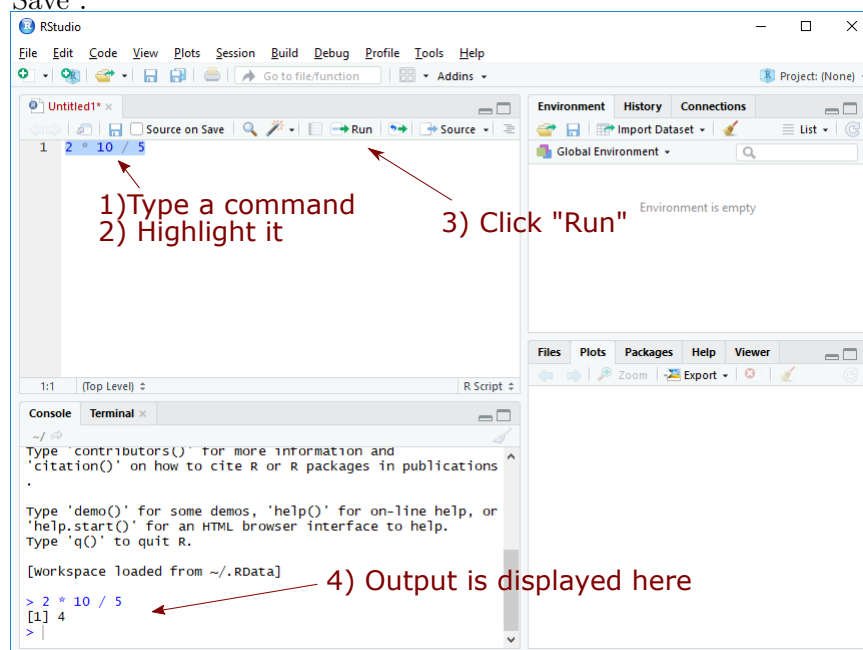 Save .
RStudio
File Edit Code View Plots Session Build Debug Profile Tools Help
Go to file/function Addins Project: (None)
Untitled1*
Source on Save Run Source
1 2 * 10 / 5
1)Type a command
2) Highlight it
3) Click "Run"
1:1 (Top Level) R Script
Environment History Connections
Import Dataset List
Global Environment
Environment is empty
Files Plots Packages Help Viewer
Zoom Export
Console Terminal
~/
Type 'contributors()' for more information and
'citation()' on how to cite R or R packages in publications
.
Type 'demo()' for some demos, 'help()' for on-line help, or
'help.start()' for an HTML browser interface to help.
Type 'q()' to quit R.
[Workspace loaded from ~/.RData]
4) Output is displayed here
> 2 * 10 / 5
[1] 4
>